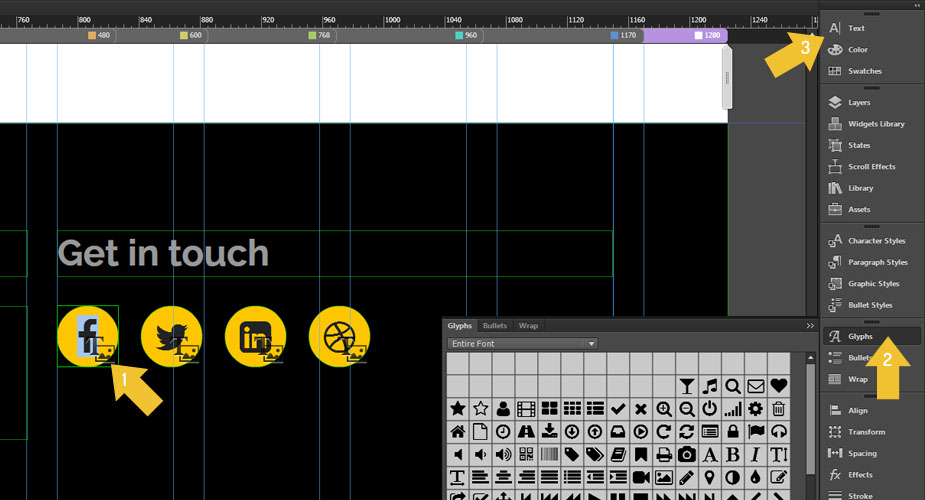 760 800 840 880 920 960 1000 1040 1080 1120 1160 1200 1240
480 600 768 960 1170 1280
3
Text
Color
Swatches
Layers
Widgets Library
States
Scroll Effects
Library
Assets
Get in touch
Character Styles
Paragraph Styles
Graphic Styles
Bullet Styles
f in
1
Glyphs Bullets Wrap
Entire Font
Glyphs
Bullets
2
Wrap
Align
Transform
Spacing
Effects
Stroke